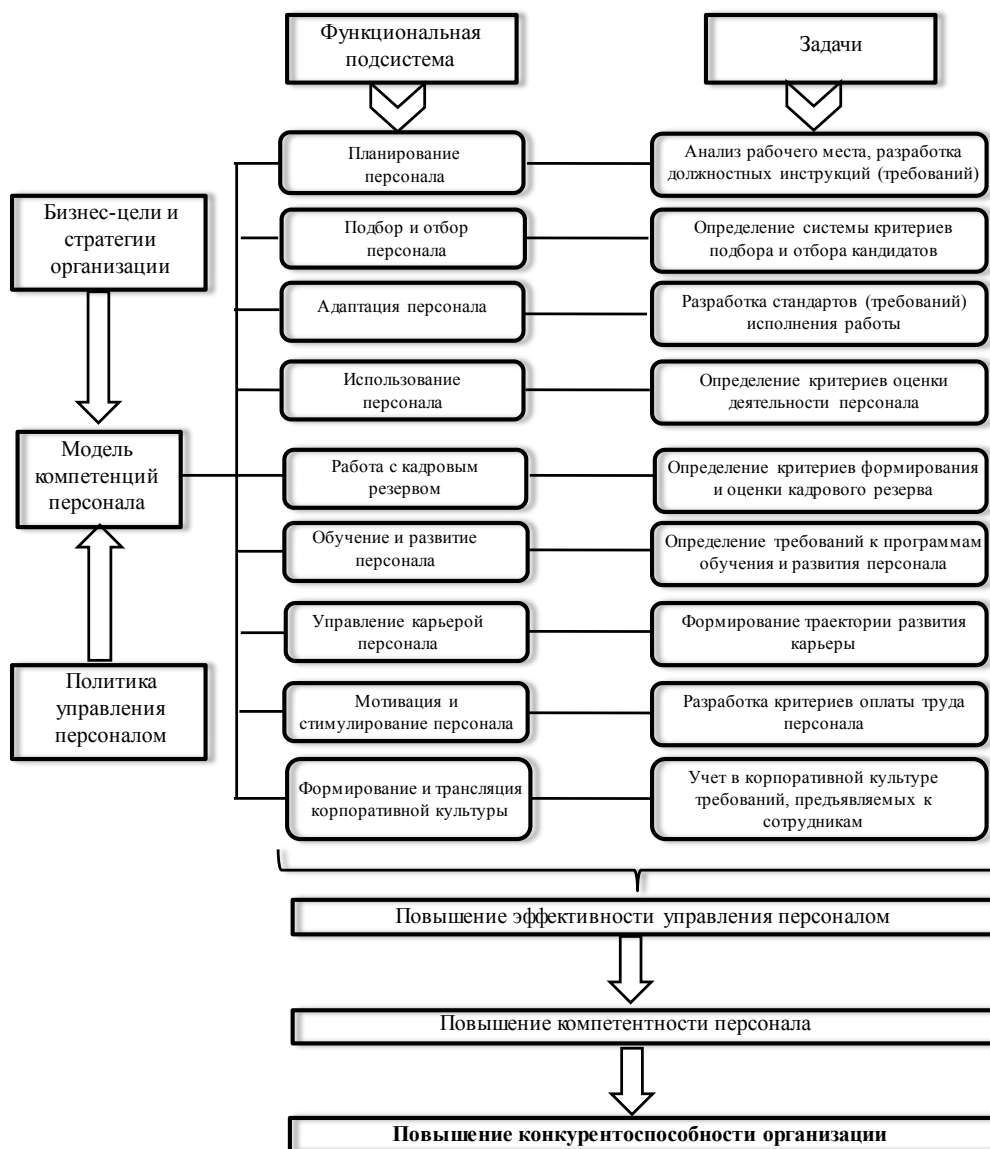 Функциональная
подсистема
Задачи
Планирование
персонала
Анализ рабочего места, разработка
должностных инструкций (требований)
Бизнес-цели и
стратегии
организации
Подбор и отбор
персонала
Определение системы критериев
подбора и отбора кандидатов
Адаптация персонала
Разработка стандартов (требований)
исполнения работы
Использование
персонала
Определение критериев оценки
деятельности персонала
Модель
компетенций
персонала
Работа с кадровым
резервом
Определение критериев формирования
и оценки кадрового резерва
Обучение и развитие
персонала
Определение требований к программам
обучения и развития персонала
Управление карьерой
персонала
Формирование траектории развития
карьеры
Политика
управления
персоналом
Мотивация и
стимулирование персонала
Разработка критериев оплаты труда
персонала
Формирование и трансляция
корпоративной культуры
Учет в корпоративной культуре
требований, предъявляемых к
сотрудникам
Повышение эффективности управления персоналом
Повышение компетентности персонала
Повышение конкурентоспособности организации